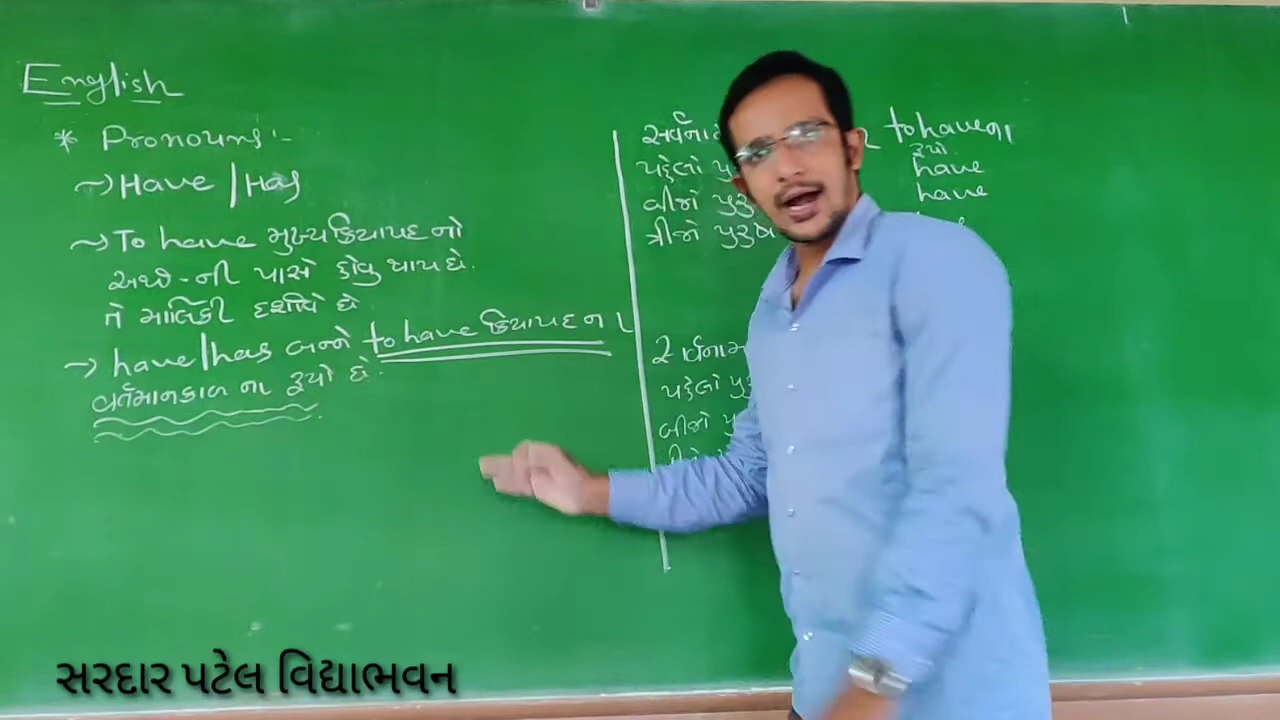 English
* Pronouns :-
~) Have / Has
~) To have મુખ્ય ક્રિયાપદ નો
અર્થ - ની પાસે હોવુ થાય છે.
તે માલિકી દર્શાવે છે
→ have/has બન્ને to have ક્રિયાપદ ના
વર્તમાનકાળ ના રૂપો છે.
to have ના
રૂપો.
પહેલો have
બીજો have
ત્રીજો પુરુષ
પહેલો
બીજો
સરદાર પટેલ વિદ્યાભવન